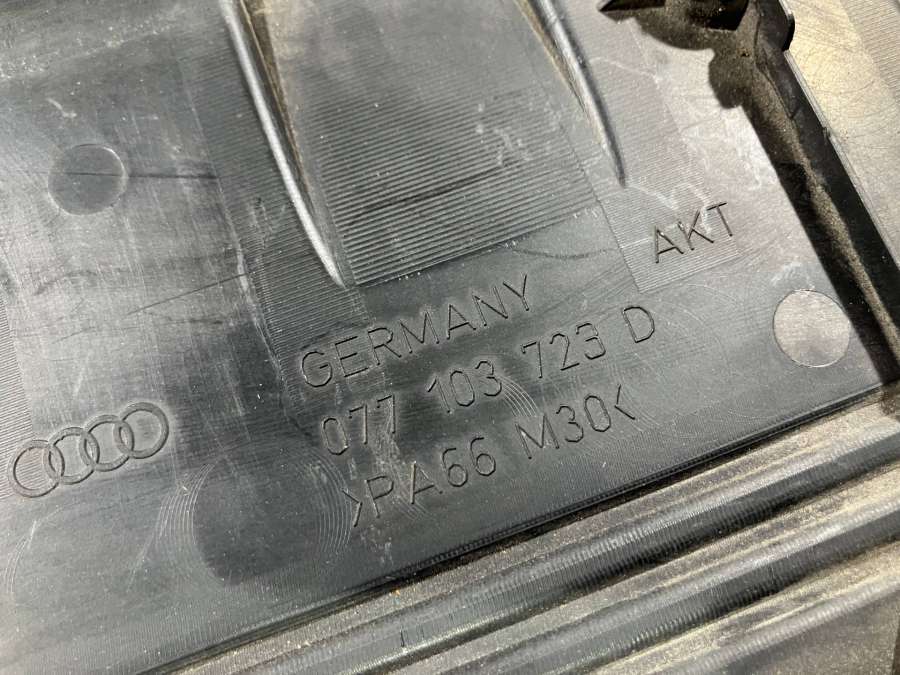 AKT
GERMANY
077 103 723 D
>PA66 M30<